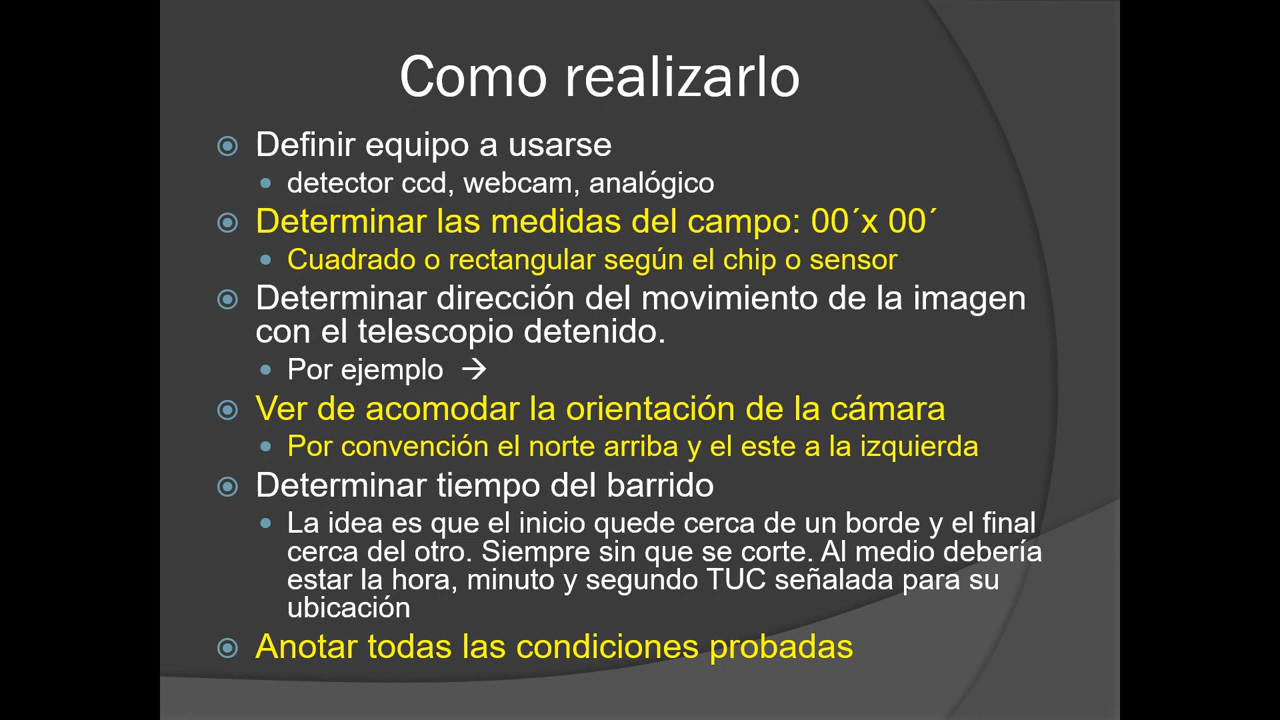 Como realizarlo
Definir equipo a usarse
detector ccd, webcam, analógico
Determinar las medidas del campo: 00´x 00´
Cuadrado o rectangular según el chip o sensor
Determinar dirección del movimiento de la imagen
con el telescopio detenido.
Por ejemplo →
Ver de acomodar la orientación de la cámara
Por convención el norte arriba y el este a la izquierda
Determinar tiempo del barrido
La idea es que el inicio quede cerca de un borde y el final
cerca del otro. Siempre sin que se corte. Al medio debería
estar la hora, minuto y segundo TUC señalada para su
ubicación
Anotar todas las condiciones probadas